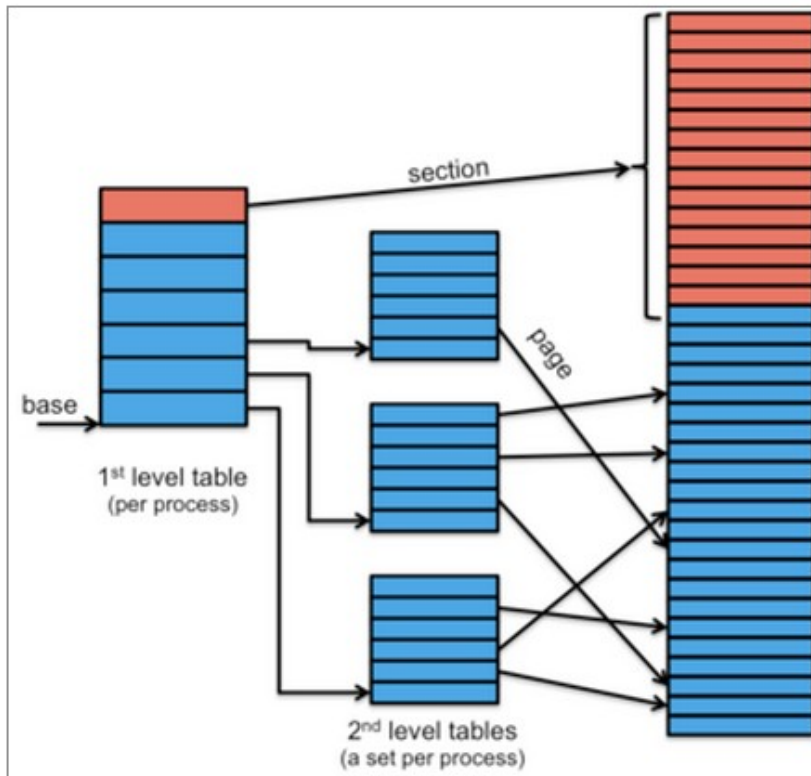 section
page
base
1st level table
(per process)
2nd level tables
(a set per process)